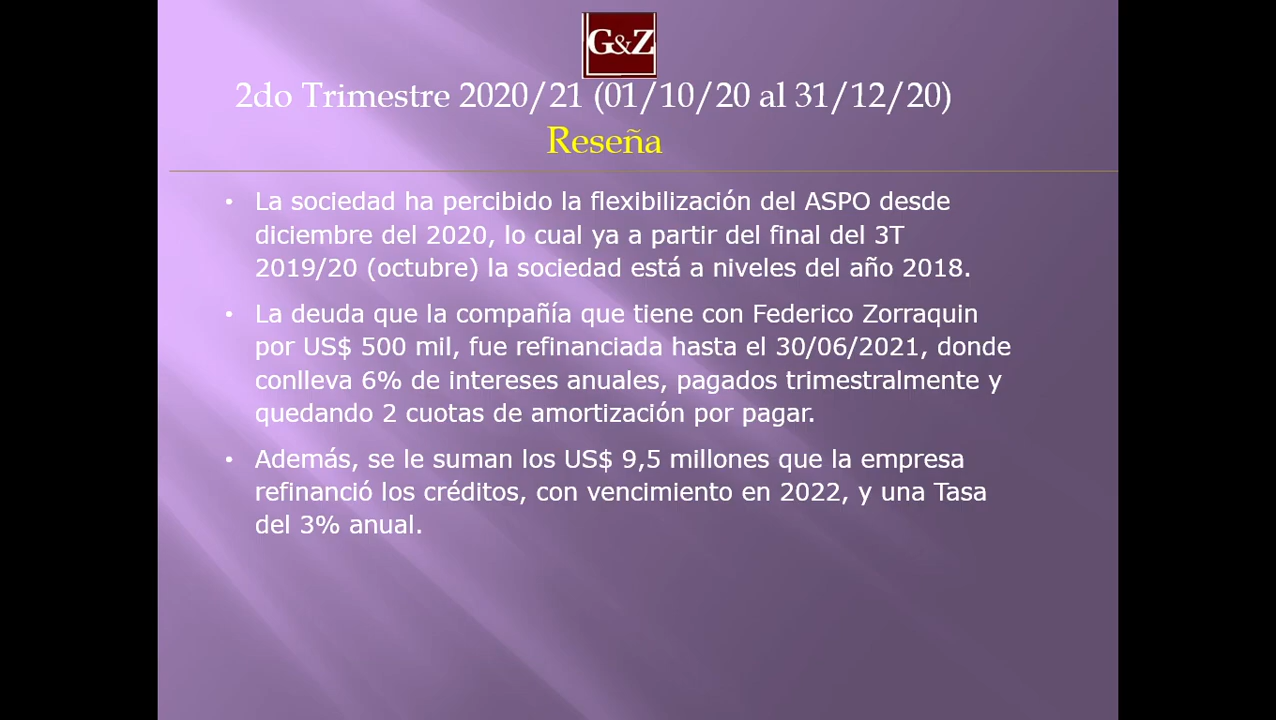 G&Z
2do Trimestre 2020/21 (01/10/20 al 31/12/20)
Reseña
• La sociedad ha percibido la flexibilización del ASPO desde
diciembre del 2020, lo cual ya a partir del final del 3T
2019/20 (octubre) la sociedad está a niveles del año 2018.
• La deuda que la compañía que tiene con Federico Zorraquin
por US$ 500 mil, fue refinanciada hasta el 30/06/2021, donde
conlleva 6% de intereses anuales, pagados trimestralmente y
quedando 2 cuotas de amortización por pagar.
• Además, se le suman los US$ 9,5 millones que la empresa
refinanció los créditos, con vencimiento en 2022, y una Tasa
del 3% anual.